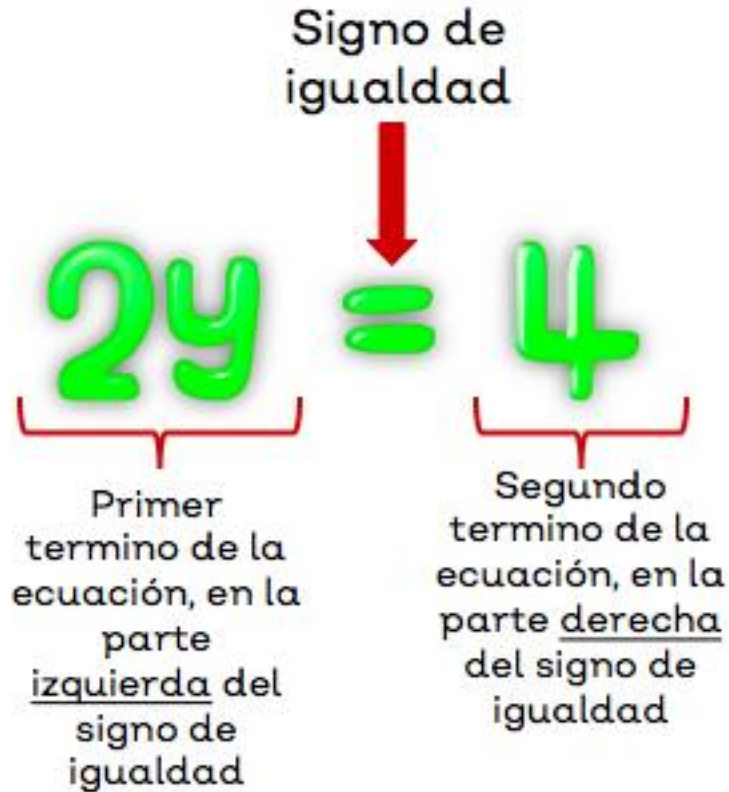 Signo de
igualdad
2y = 4
Primer
termino de la
ecuación, en la
parte
izquierda del
signo de
igualdad
Segundo
termino de la
ecuación, en la
parte derecha
del signo de
igualdad